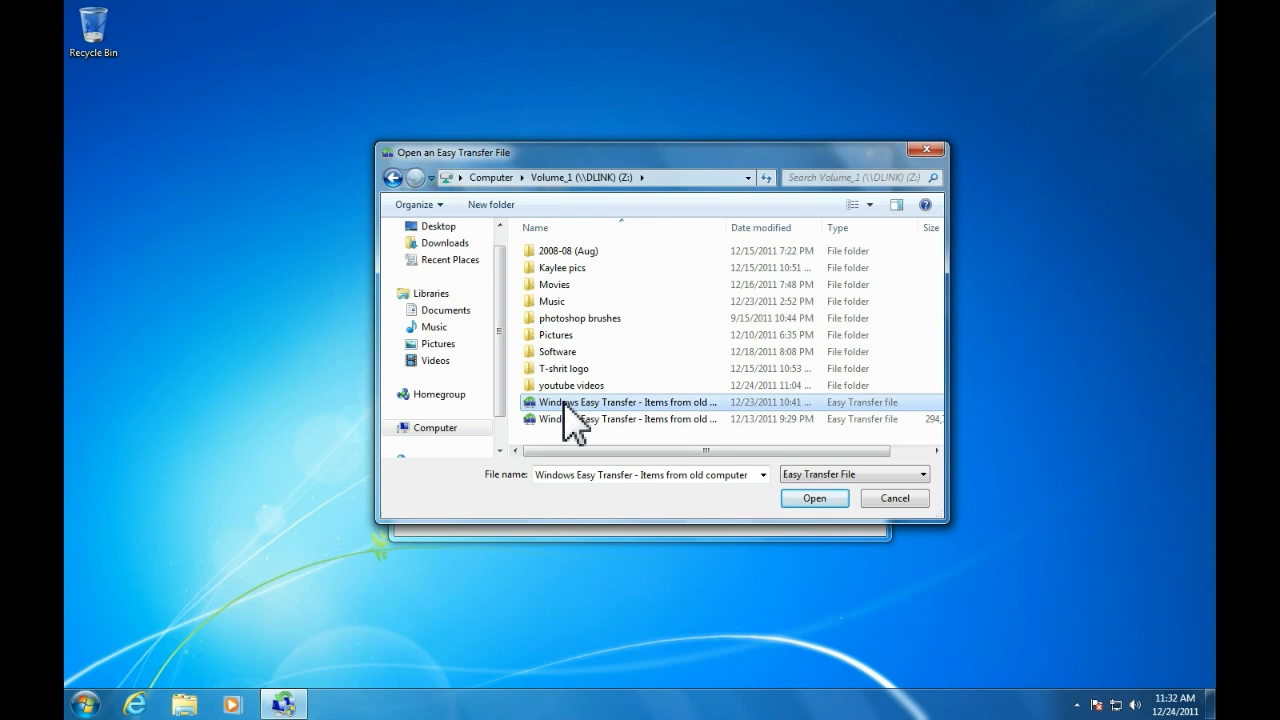 Recycle Bin
Open an Easy Transfer File
Computer Volume_1 (\\DLINK) (Z:)
Search Volume_1 (\\DLINK) (Z:)
Organize New folder
Desktop
Downloads
Recent Places
Libraries
Documents
Music
Pictures
Videos
Homegroup
Computer
Name Date modified Type Size
2008-08 (Aug) 12/15/2011 7:22 PM File folder
Kaylee pics 12/15/2011 10:51 ... File folder
Movies 12/16/2011 7:48 PM File folder
Music 12/23/2011 2:52 PM File folder
photoshop brushes 9/15/2011 10:44 PM File folder
Pictures 12/10/2011 6:35 PM File folder
Software 12/18/2011 8:08 PM File folder
T-shrit logo 12/15/2011 10:53 ... File folder
youtube videos 12/24/2011 11:04 ... File folder
Windows Easy Transfer - Items from old ... 12/23/2011 10:41 ... Easy Transfer file
Easy Transfer - Items from old ... 12/13/2011 9:29 PM Easy Transfer file 294,
File name: Windows Easy Transfer - Items from old computer
Easy Transfer File
Open Cancel
11:32 AM
12/24/2011